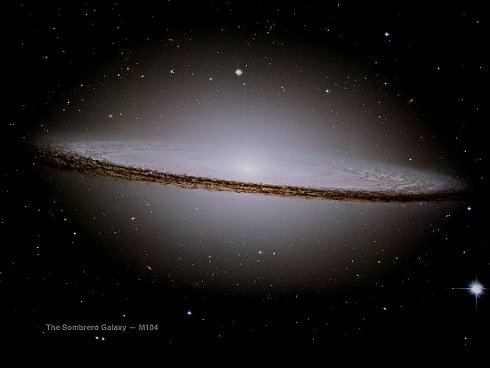 The Sombrero Galaxy — M104